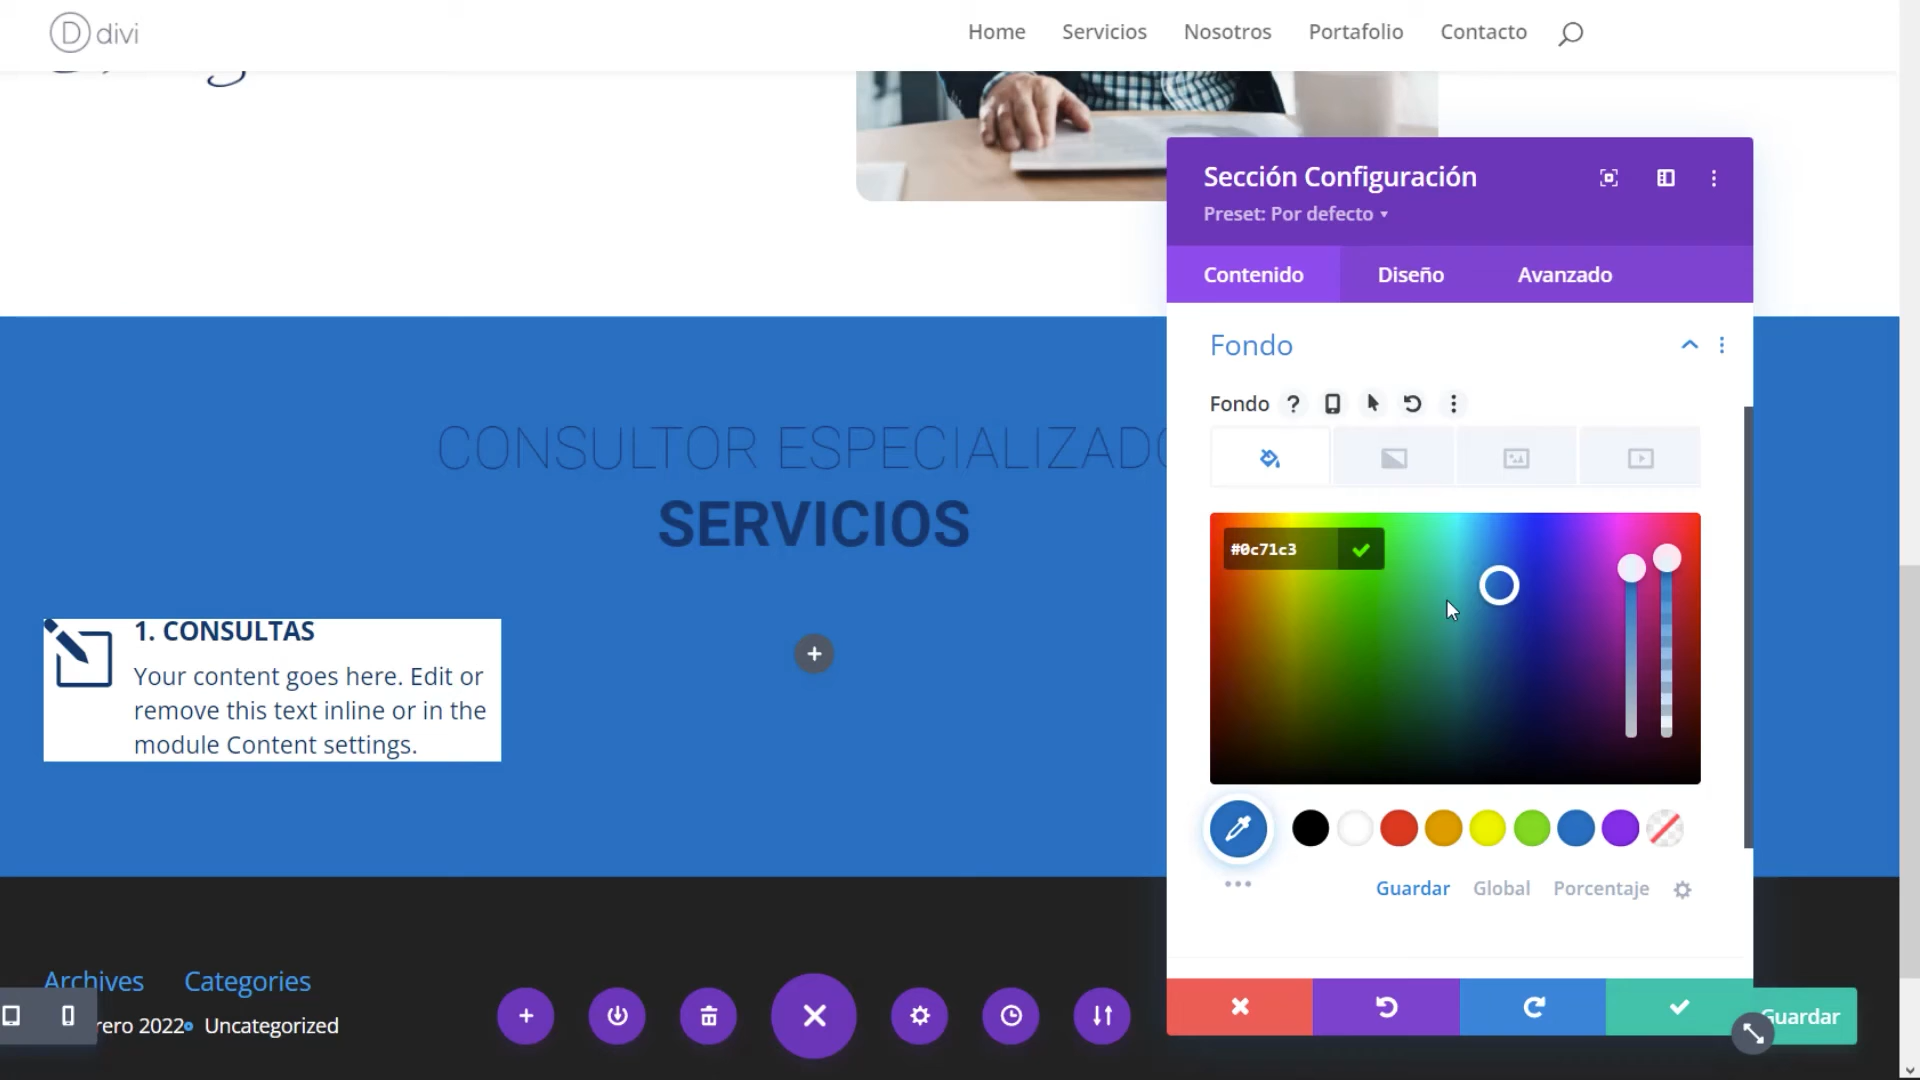 D divi
Home
Servicios
Nosotros
Portafolio
Contacto
Sección Configuración
Preset: Por defecto
Contenido
Diseño
Avanzado
Fondo
Fondo ?
#0c71c3
CONSULTOR ESPECIALIZADO
SERVICIOS
1. CONSULTAS
Your content goes here. Edit or
remove this text inline or in the
module Content settings.
Guardar
Global
Porcentaje
Archives
Categories
rero 2022
Uncategorized
Guardar